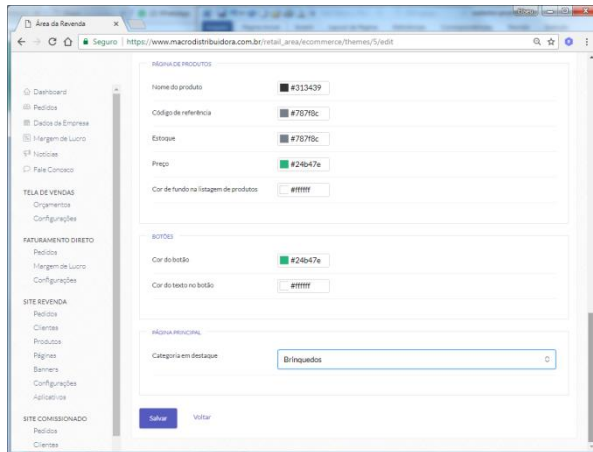 Área da Revenda
Seguro
https://www.macrodistribuidora.com.br/retail_area/ecommerce/themes/5/edit
Dashboard
Pedidos
Dados da Empresa
Margem de Lucro
Notícias
Fale Conosco
TELA DE VENDAS
Orçamentos
Configurações
FATURAMENTO DIRETO
Pedidos
Margem de Lucro
Configurações
SITE REVENDA
Pedidos
Clientes
Produtos
Páginas
Banners
Configurações
Aplicativos
SITE COMISSIONADO
Pedidos
Clientes
PÁGINA DE PRODUTOS
Nome do produto #313439
Código de referência #787f8c
Estoque #787f8c
Preço #24b47e
Cor de fundo na listagem de produtos #ffffff
BOTÕES
Cor do botão #24b47e
Cor do texto no botão #ffffff
PÁGINA PRINCIPAL
Categoria em destaque Brinquedos
Salvar Voltar